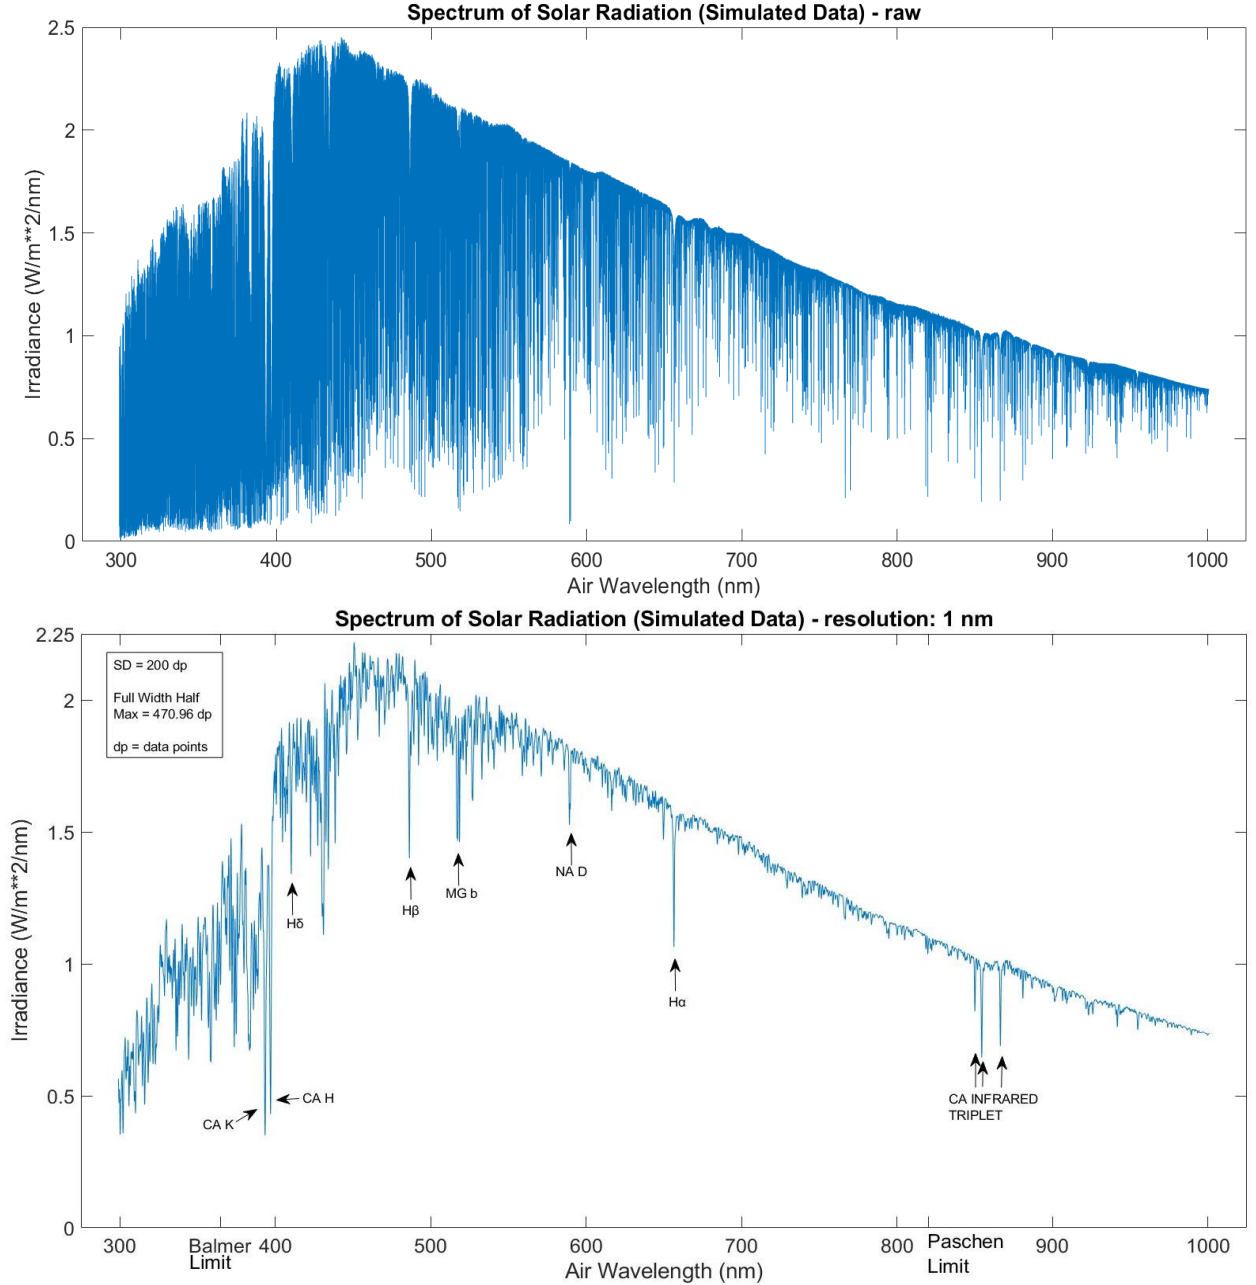 Spectrum of Solar Radiation (Simulated Data) - raw
Irradiance (W/m**2/nm)
2.5
2
1.5
1
0.5
0
300 400 500 600 700 800 900 1000
Air Wavelength (nm)
Spectrum of Solar Radiation (Simulated Data) - resolution: 1 nm
Irradiance (W/m**2/nm)
2.25
2
1.5
1
0.5
0
SD = 200 dp
Full Width Half
Max = 470.96 dp
dp = data points
Hδ
Hβ
MG b
NA D
Hα
CA K
CA H
CA INFRARED
TRIPLET
300 Balmer 400 500 600 700 800 Paschen 900 1000
Limit
Limit
Air Wavelength (nm)